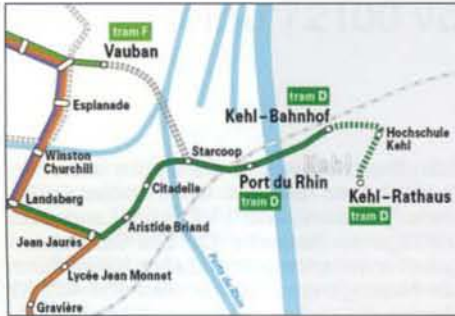 tram F
Vauban
tram D
Esplanade
Kehl-Bahnhof
Hochschule
Kehl
Winston
Churchill
Starcoop
Citadelle
Port du Rhin
tram D
Kehl-Rathaus
tram D
Landsberg
Jean Jaurès
Aristide Briand
Lycée Jean Monnet
Gravière